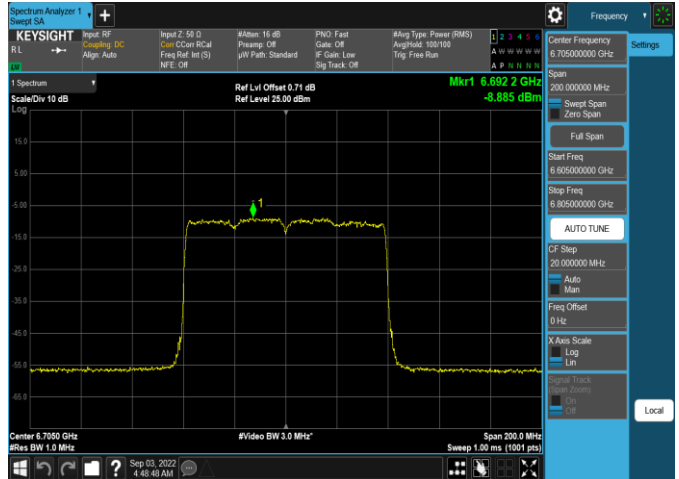 Spectrum Analyzer 1
Swept SA
+
Frequency
KEYSIGHT
RL
Input: RF
Coupling: DC
Align: Auto
Input Z: 50 Ω
Corr CCorr RCal
Freq Ref: Int (S)
NFE: Off
#Atten: 16 dB
Preamp: Off
µW Path: Standard
PNO: Fast
Gate: Off
IF Gain: Low
Sig Track: Off
#Avg Type: Power (RMS)
Avg|Hold: 100/100
Trig: Free Run
1 2 3 4 5 6
A W W W W W
A P N N N N
Settings
Center Frequency
6.705000000 GHz
Span
200.000000 MHz
Swept Span
Zero Span
Full Span
Start Freq
6.605000000 GHz
Stop Freq
6.805000000 GHz
AUTO TUNE
CF Step
20.000000 MHz
Auto
Man
Freq Offset
0 Hz
X Axis Scale
Log
Lin
Signal Track
(Span Zoom)
On
Off
Local
1 Spectrum
Scale/Div 10 dB
Log
Ref Lvl Offset 0.71 dB
Ref Level 25.00 dBm
Mkr1 6.692 2 GHz
-8.885 dBm
15.0
5.00
-5.00
-15.0
-25.0
-35.0
-45.0
-55.0
-65.0
1
Center 6.7050 GHz
#Res BW 1.0 MHz
#Video BW 3.0 MHz*
Span 200.0 MHz
Sweep 1.00 ms (1001 pts)
?
Sep 03, 2022
4:48:48 AM